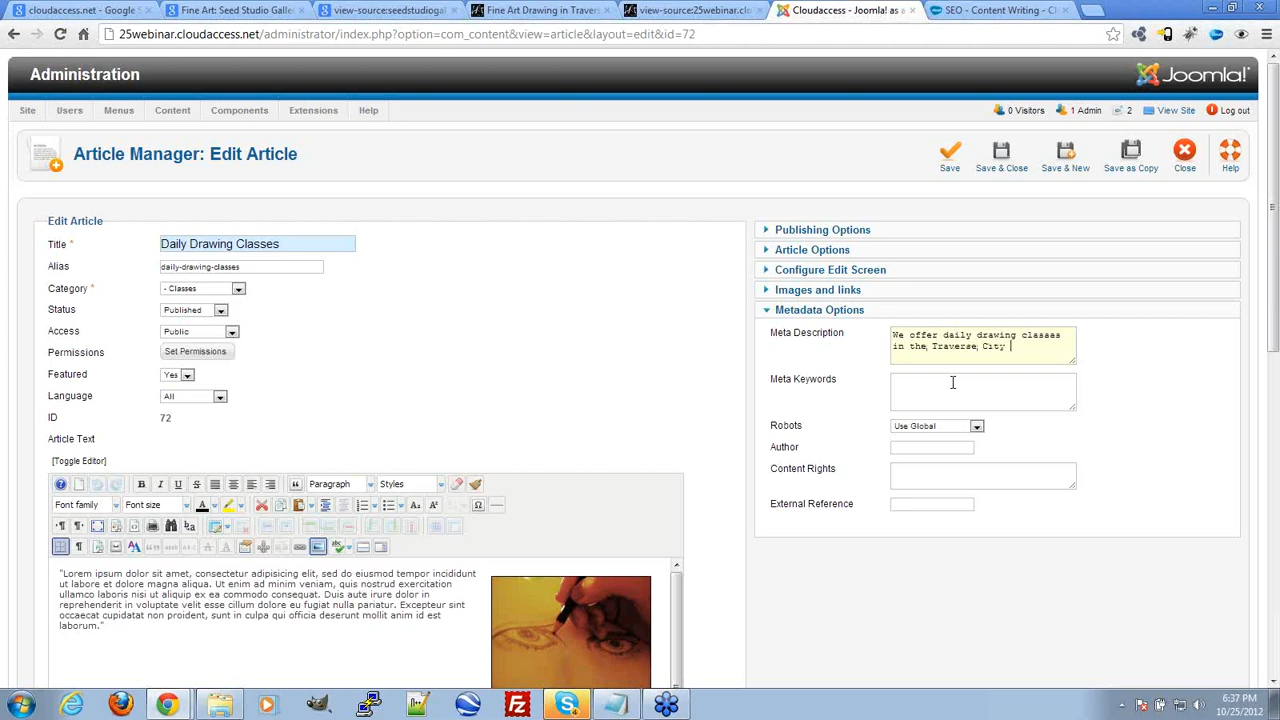 cloudaccess.net - Google S
Fine Art: Seed Studio Galle
view-source:seedstudiogal
Fine Art Drawing in Travers
view-source:25webinar.clou
Cloudaccess - Joomla! as a
SEO - Content Writing - Cl
25webinar.cloudaccess.net/administrator/index.php?option=com_content&view=article&layout=edit&id=72
Administration
Joomla!
Site Users Menus Content Components Extensions Help
0 Visitors 1 Admin 2 View Site Log out
Article Manager: Edit Article
Save Save & Close Save & New Save as Copy Close Help
Edit Article
Title * Daily Drawing Classes
Alias daily-drawing-classes
Category * - Classes
Status Published
Access Public
Permissions Set Permissions
Featured Yes
Language All
ID 72
Article Text
[Toggle Editor]
Paragraph Styles
Font family Font size
"Lorem ipsum dolor sit amet, consectetur adipisicing elit, sed do eiusmod tempor incididunt
ut labore et dolore magna aliqua. Ut enim ad minim veniam, quis nostrud exercitation
ullamco laboris nisi ut aliquip ex ea commodo consequat. Duis aute irure dolor in
reprehenderit in voluptate velit esse cillum dolore eu fugiat nulla pariatur. Excepteur sint
occaecat cupidatat non proident, sunt in culpa qui officia deserunt mollit anim id est
laborum."
Publishing Options
Article Options
Configure Edit Screen
Images and links
Metadata Options
Meta Description We offer daily drawing classes
in the Traverse City
Meta Keywords
Robots Use Global
Author
Content Rights
External Reference
6:37 PM
10/25/2012